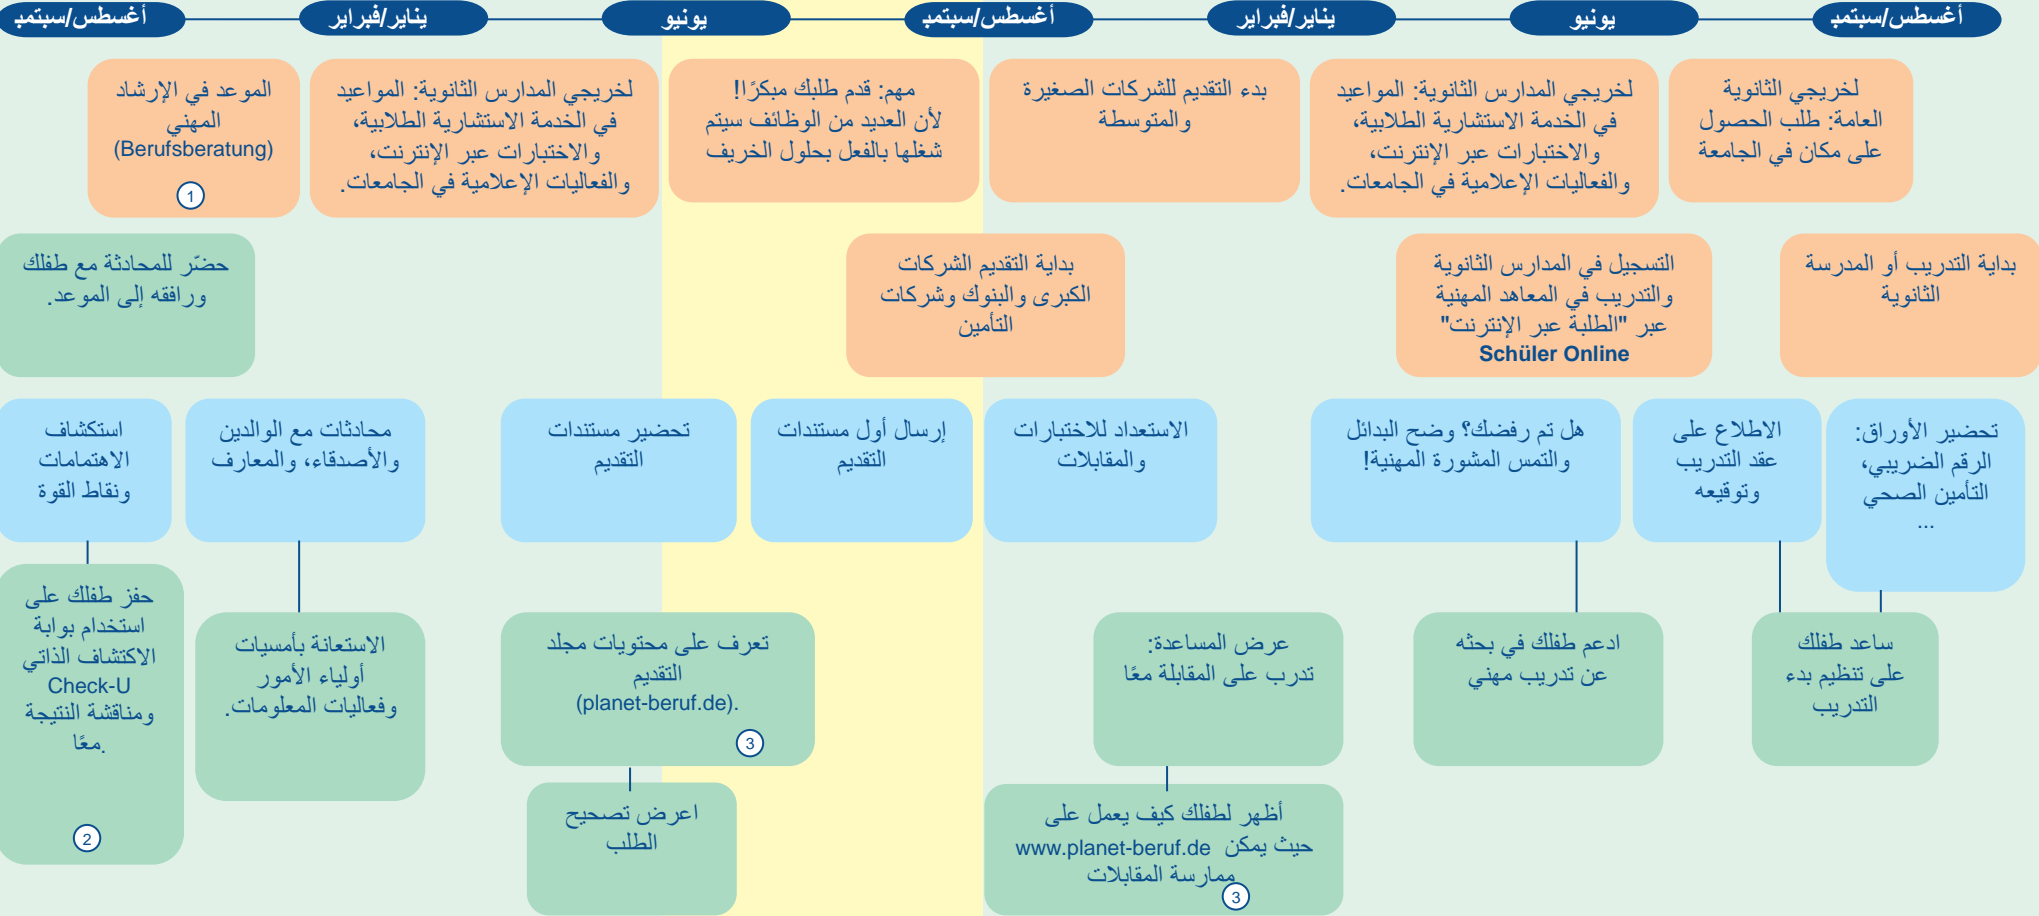 أغسطس/سبتمبر
يناير/فبراير
يونيو
أغسطس/سبتمبر
يناير/فبراير
يونيو
أغسطس/سبتمبر
الموعد في الإرشاد
المهني
(Berufsberatung)
1
لخريجي المدارس الثانوية: المواعيد
في الخدمة الاستشارية الطلابية،
والاختبارات عبر الإنترنت،
والفعاليات الإعلامية في الجامعات.
مهم: قدم طلبك مبكرًا!
لأن العديد من الوظائف سيتم
شغلها بالفعل بحلول الخريف
بدء التقديم للشركات الصغيرة
والمتوسطة
لخريجي المدارس الثانوية: المواعيد
في الخدمة الاستشارية الطلابية،
والاختبارات عبر الإنترنت،
والفعاليات الإعلامية في الجامعات.
لخريجي الثانوية
العامة: طلب الحصول
على مكان في الجامعة
حضّر للمحادثة مع طفلك
ورافقه إلى الموعد.
بداية التقديم الشركات
الكبرى والبنوك وشركات
التأمين
التسجيل في المدارس الثانوية
والتدريب في المعاهد المهنية
عبر "الطلبة عبر الإنترنت"
Schüler Online
بداية التدريب أو المدرسة
الثانوية
استكشاف
الاهتمامات
ونقاط القوة
محادثات مع الوالدين
والأصدقاء، والمعارف
تحضير مستندات
التقديم
إرسال أول مستندات
التقديم
الاستعداد للاختبارات
والمقابلات
هل تم رفضك؟ وضح البدائل
والتمس المشورة المهنية!
الاطلاع على
عقد التدريب
وتوقيعه
تحضير الأوراق:
الرقم الضريبي،
التأمين الصحي
...
حفز طفلك على
استخدام بوابة
الاكتشاف الذاتي
Check-U
ومناقشة النتيجة
معًا.
2
الاستعانة بأمسيات
أولياء الأمور
وفعاليات المعلومات.
تعرف على محتويات مجلد
التقديم
(planet-beruf.de).
3
عرض المساعدة:
تدرب على المقابلة معًا
ادعم طفلك في بحثه
عن تدريب مهني
ساعد طفلك
على تنظيم بدء
التدريب
اعرض تصحيح
الطلب
أظهر لطفلك كيف يعمل على
www.planet-beruf.de حيث يمكن
ممارسة المقابلات
3